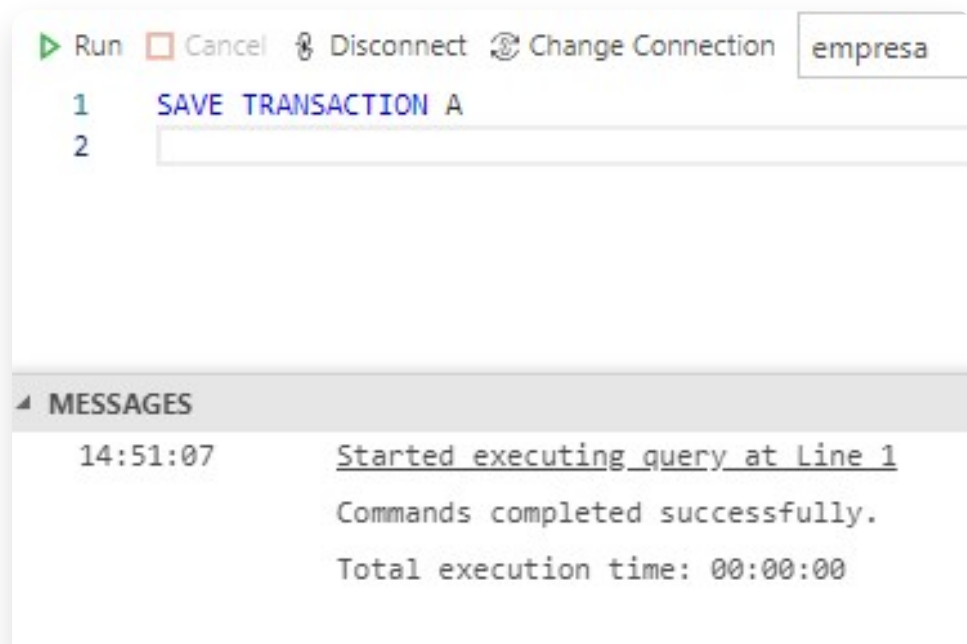 Run Cancel Disconnect Change Connection empresa
1 SAVE TRANSACTION A
2
MESSAGES
14:51:07 Started executing query at Line 1
Commands completed successfully.
Total execution time: 00:00:00